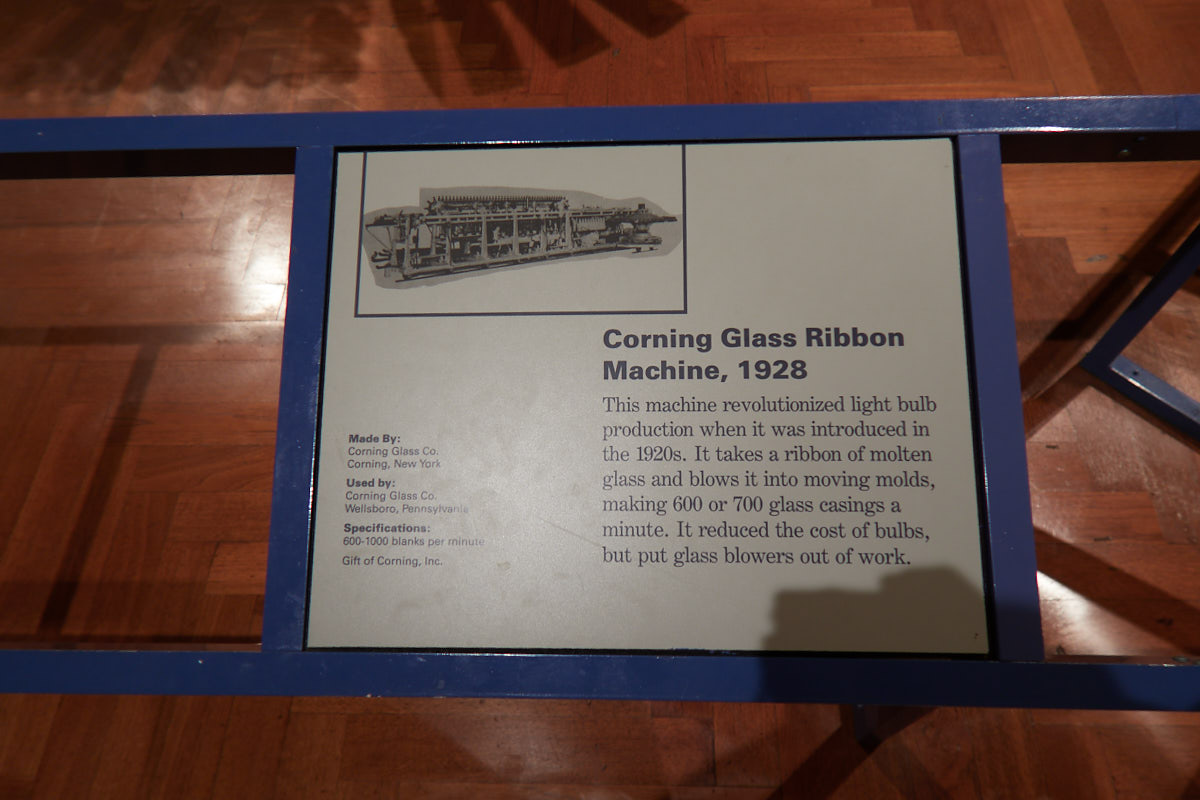 Corning Glass Ribbon
Machine, 1928
This machine revolutionized light bulb
production when it was introduced in
the 1920s. It takes a ribbon of molten
glass and blows it into moving molds,
making 600 or 700 glass casings a
minute. It reduced the cost of bulbs,
but put glass blowers out of work.
Made By:
Corning Glass Co.
Corning, New York
Used by:
Corning Glass Co.
Wellsboro, Pennsylvania
Specifications:
600-1000 blanks per minute
Gift of Corning, Inc.